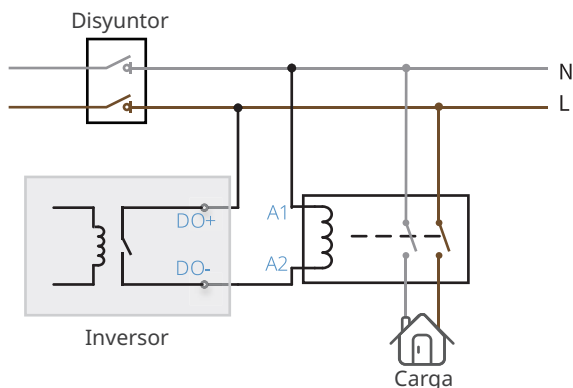 Disyuntor
N
L
DO+
A1
DO-
A2
Inversor
Carga